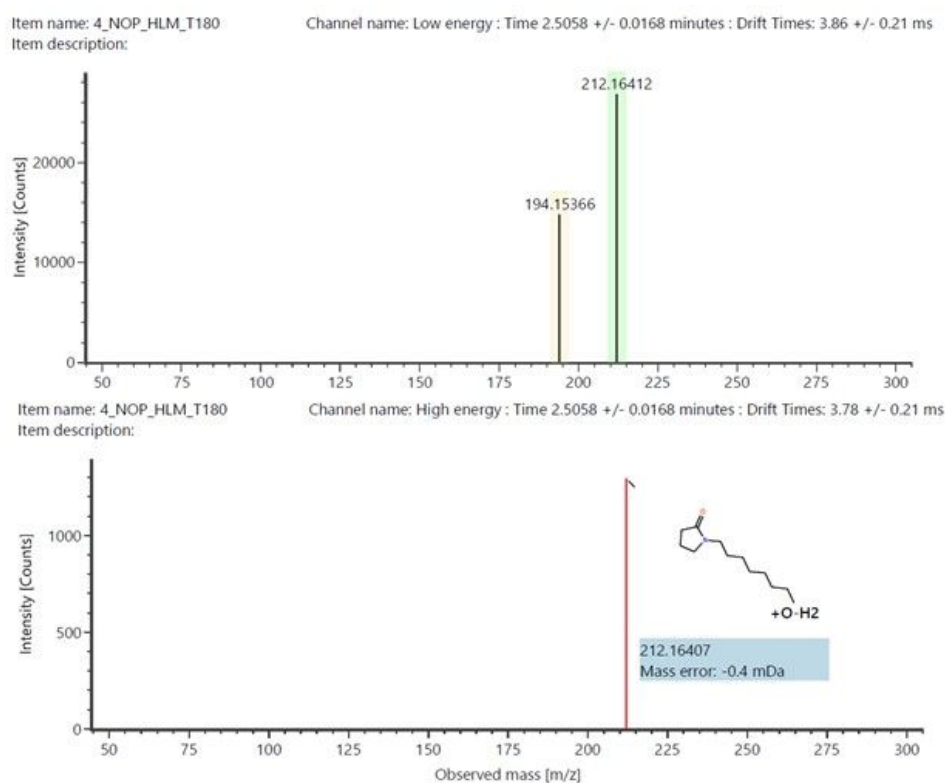 Item name: 4_NOP_HLM_T180 Channel name: Low energy : Time 2.5058 +/- 0.0168 minutes : Drift Times: 3.86 +/- 0.21 ms
Item description:
212.16412
194.15366
Intensity [Counts]
20000
10000
0
50 75 100 125 150 175 200 225 250 275 300
Item name: 4_NOP_HLM_T180 Channel name: High energy : Time 2.5058 +/- 0.0168 minutes : Drift Times: 3.78 +/- 0.21 ms
Item description:
Intensity [Counts]
1000
500
0
O
N
+O-H2
212.16407
Mass error: -0.4 mDa
50 75 100 125 150 175 200 225 250 275 300
Observed mass [m/z]